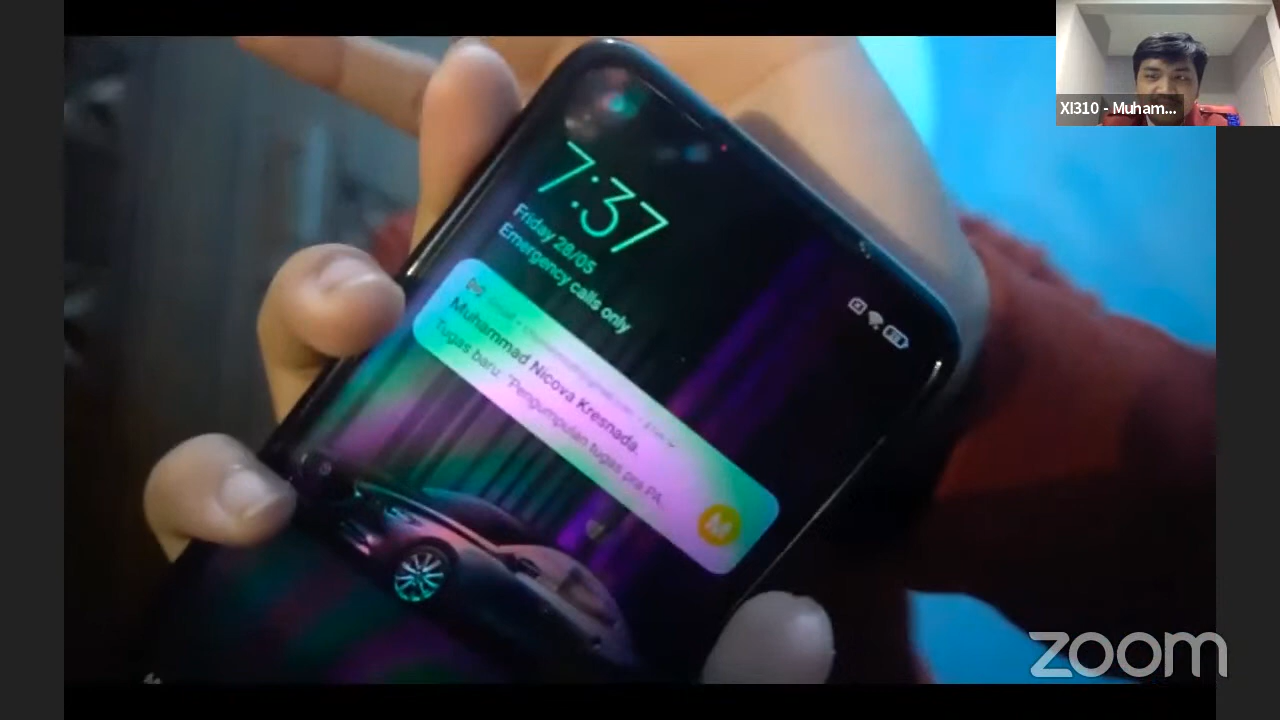 XI310 - Muham...
7:37
Friday 28/05
Emergency calls only
Muhammad Nicova Kresnada.
Tugas baru. "Pengumpulan tugas pra PA.
M
zoom